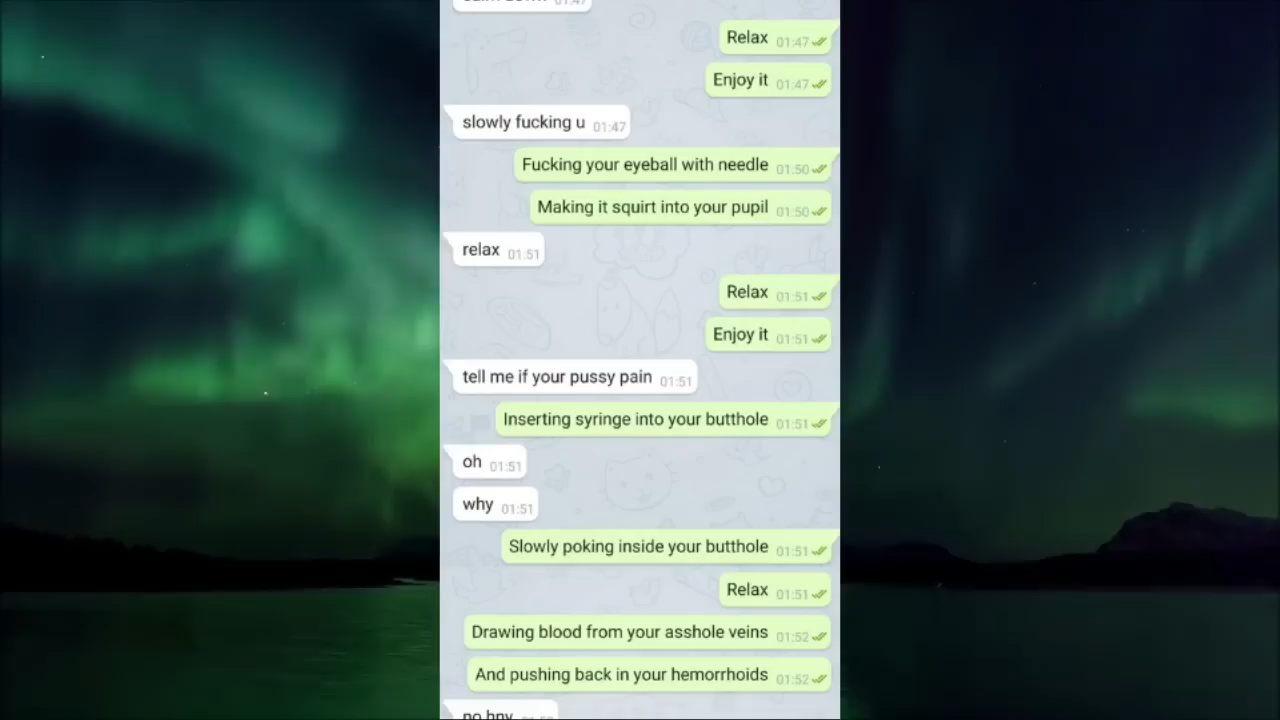 Relax 01:47
Enjoy it 01:47
slowly fucking u 01:47
Fucking your eyeball with needle 01:50
Making it squirt into your pupil 01:50
relax 01:51
Relax 01:51
Enjoy it 01:51
tell me if your pussy pain 01:51
Inserting syringe into your butthole 01:51
oh 01:51
why 01:51
Slowly poking inside your butthole 01:51
Relax 01:51
Drawing blood from your asshole veins 01:52
And pushing back in your hemorrhoids 01:52
no hny